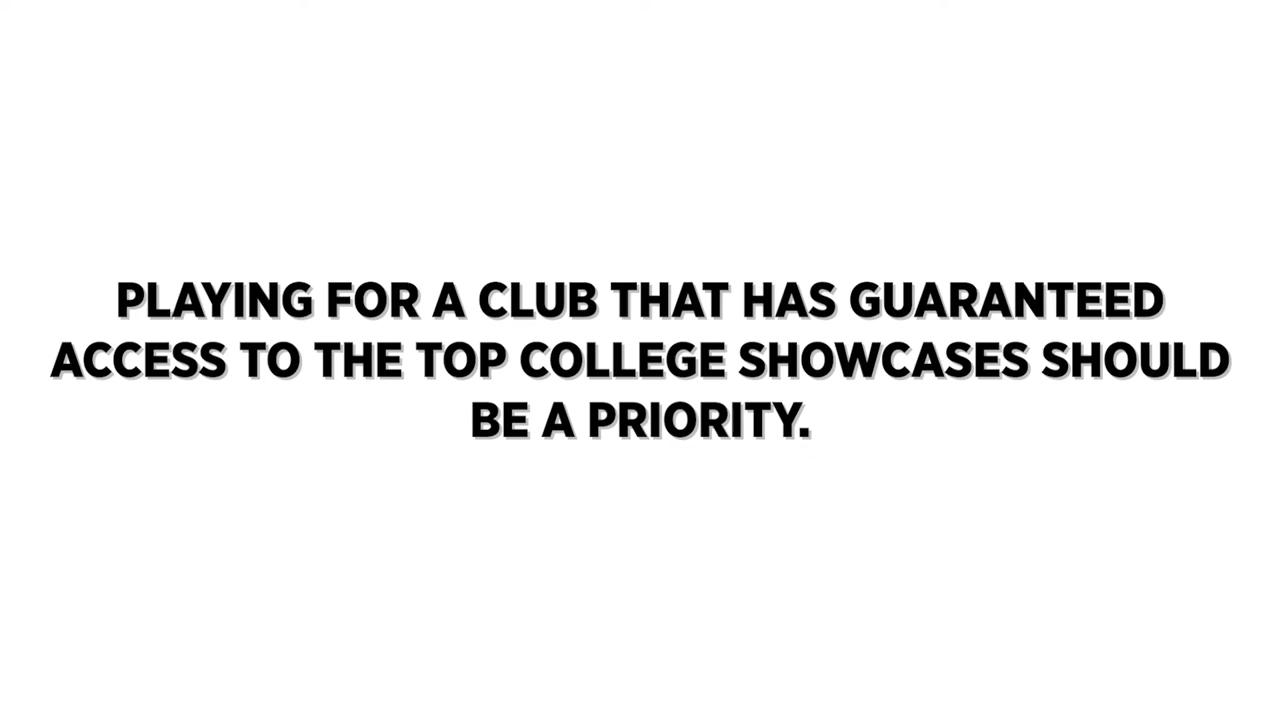 PLAYING FOR A CLUB THAT HAS GUARANTEED
ACCESS TO THE TOP COLLEGE SHOWCASES SHOULD
BE A PRIORITY.